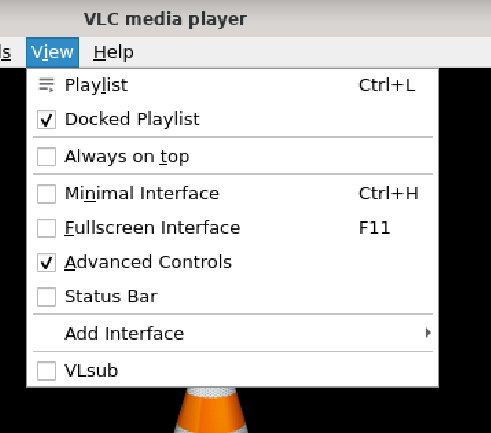 VLC media player
ls View Help
Playlist Ctrl+L
Docked Playlist
Always on top
Minimal Interface Ctrl+H
Fullscreen Interface F11
Advanced Controls
Status Bar
Add Interface
VLsub